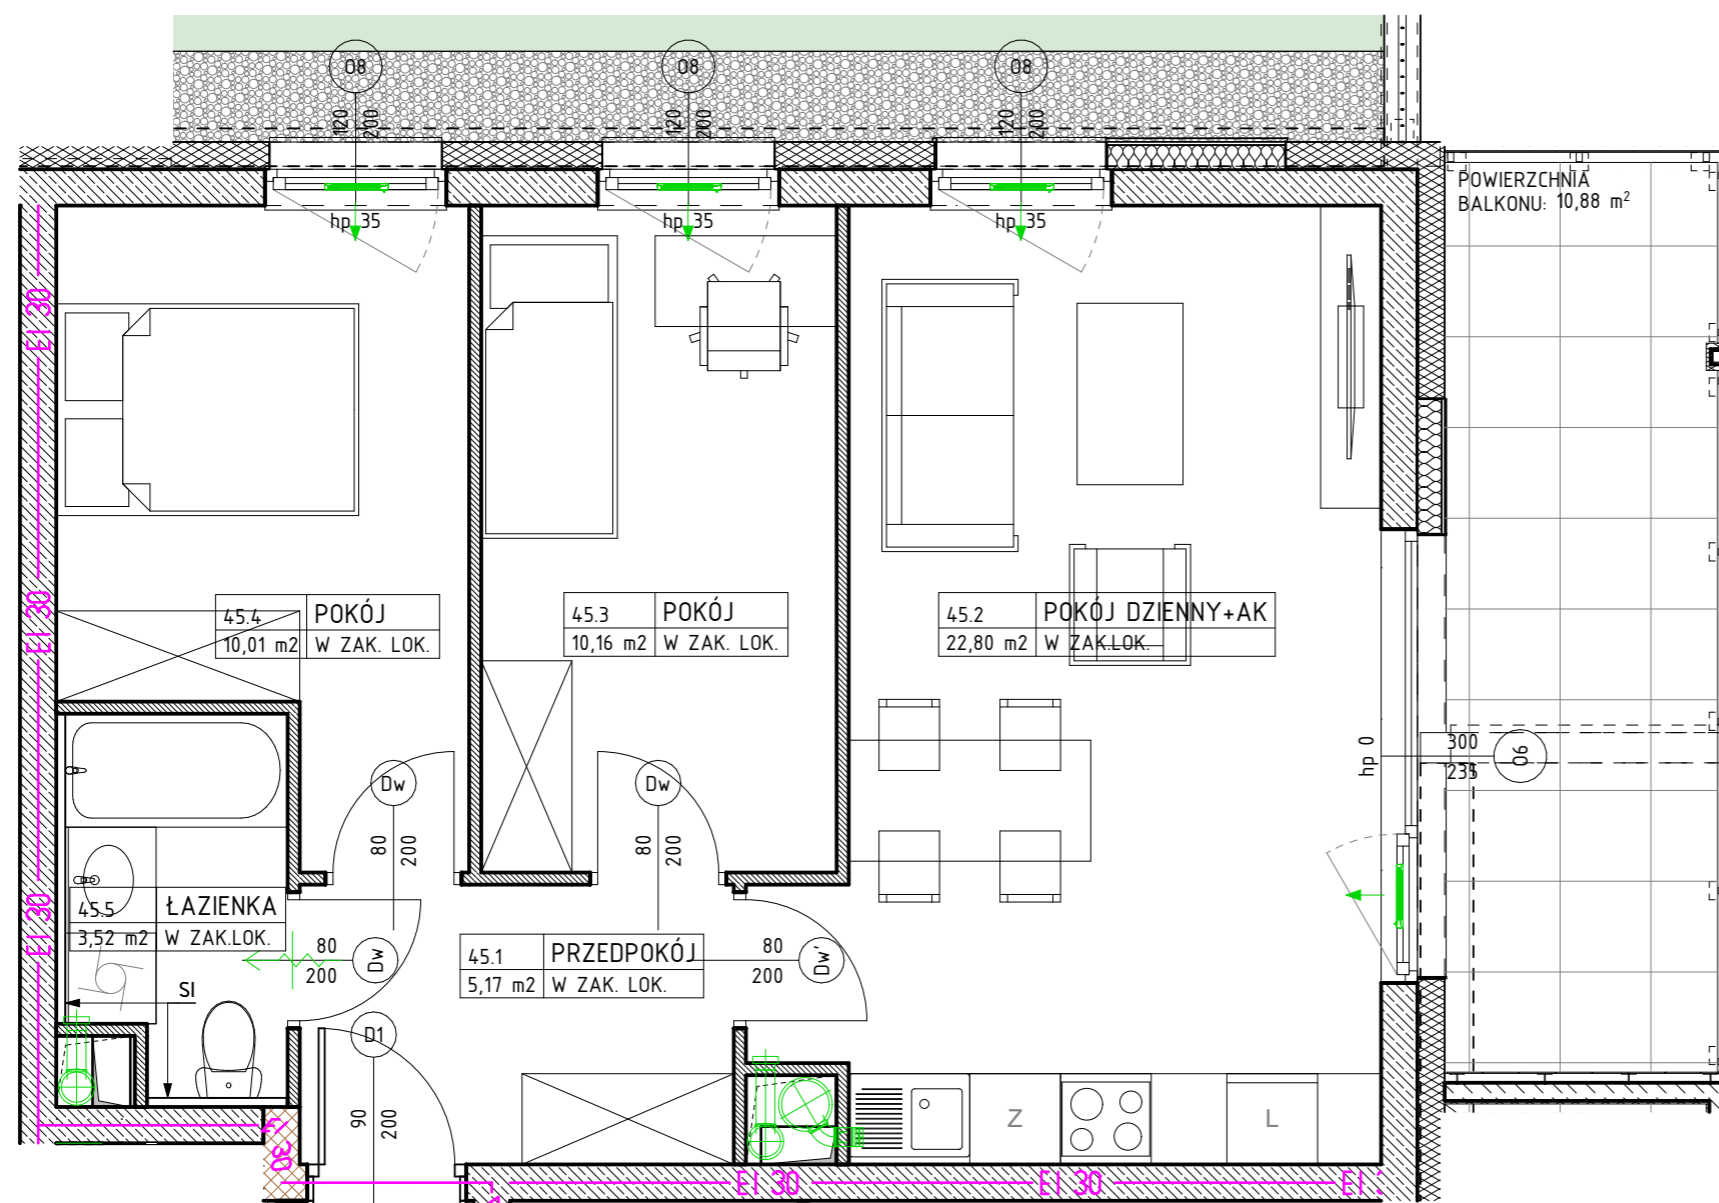 O8
O8
O8
120
200
120
200
120
200
POWIERZCHNIA
BALKONU: 10,88 m²
hp 35
hp 35
hp 35
EI 30
EI 30
EI 30
45.4 POKÓJ
10,01 m2 W ZAK. LOK.
45.3 POKÓJ
10,16 m2 W ZAK. LOK.
45.2 POKÓJ DZIENNY+AK
22,80 m2 W ZAK.LOK.
hp 0
300
235
O6
Dw
80
200
Dw
80
200
45.5 ŁAZIENKA
3,52 m2 W ZAK.LOK.
80
200
Dw
45.1 PRZEDPOKÓJ
5,17 m2 W ZAK. LOK.
80
200
Dw'
SI
D1
90
200
Z
L
30
EI 30
EI 30
EI